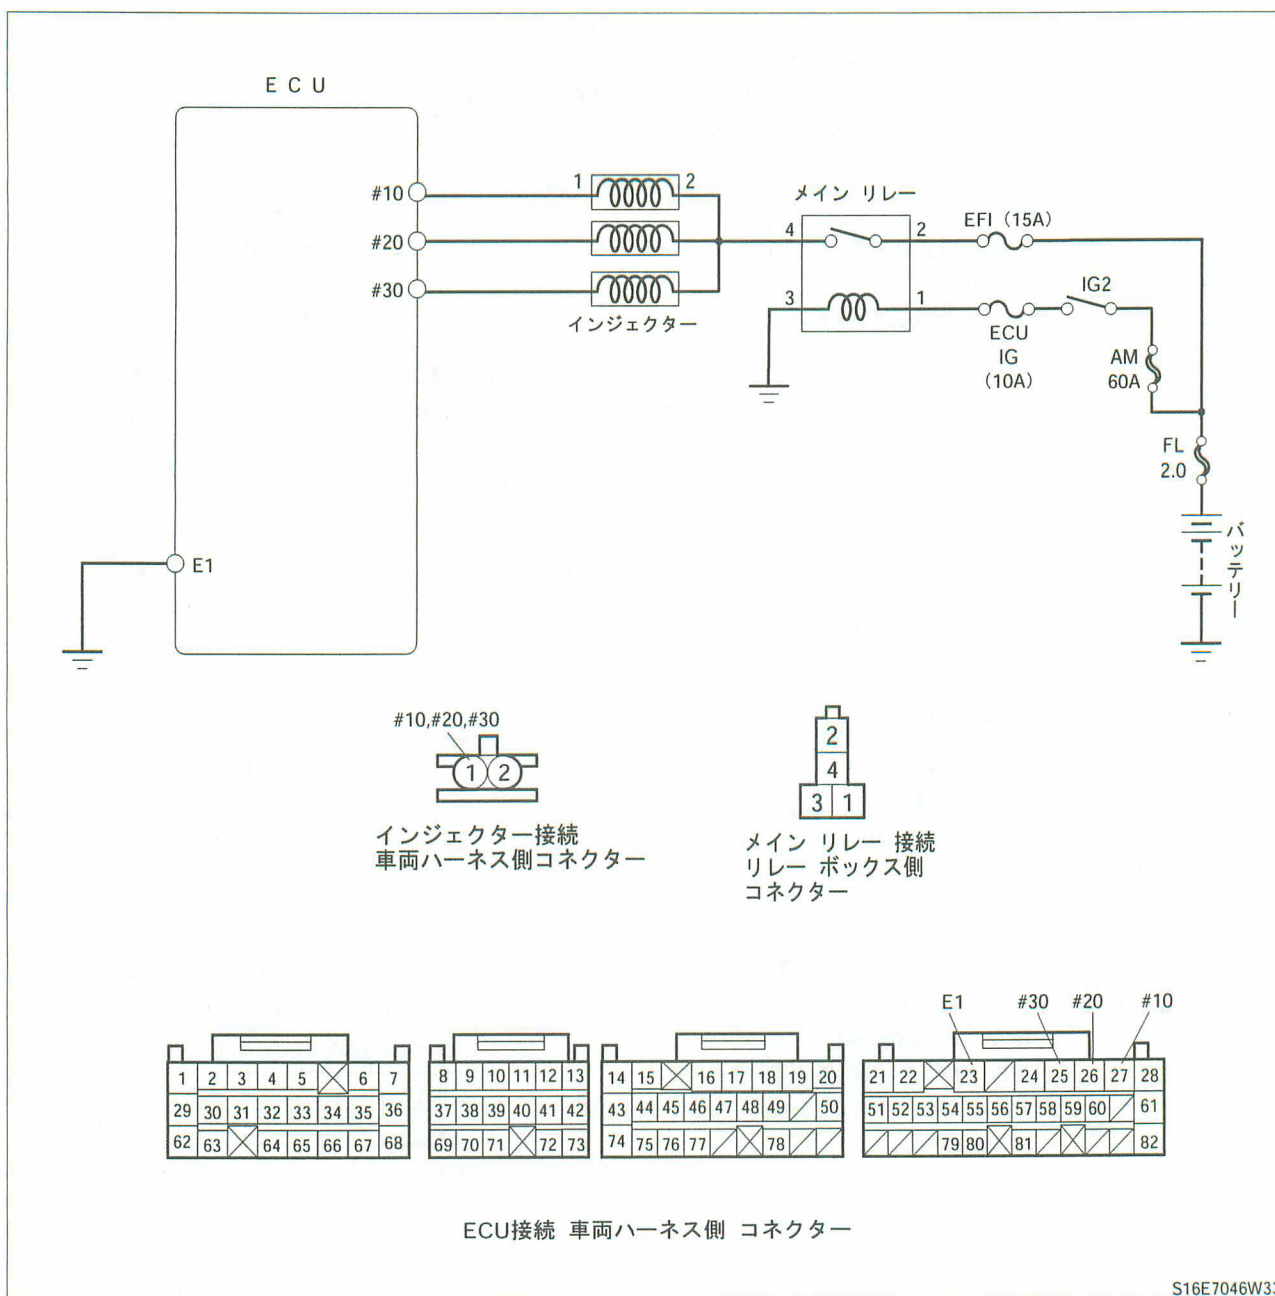 ECU
#10
#20
#30
E1
1
2
インジェクター
メイン リレー
4
2
3
1
EFI (15A)
IG2
ECU
IG
(10A)
AM
60A
FL
2.0
バッテリー
#10,#20,#30
1 2
インジェクター接続
車両ハーネス側コネクター
2
4
3 1
メイン リレー 接続
リレー ボックス側
コネクター
E1 #30 #20 #10
1 2 3 4 5 6 7
29 30 31 32 33 34 35 36
62 63 64 65 66 67 68
8 9 10 11 12 13
37 38 39 40 41 42
69 70 71 72 73
14 15 16 17 18 19 20
43 44 45 46 47 48 49 50
74 75 76 77 78
21 22 23 24 25 26 27 28
51 52 53 54 55 56 57 58 59 60 61
79 80 81 82
ECU接続 車両ハーネス側 コネクター
S16E7046W33